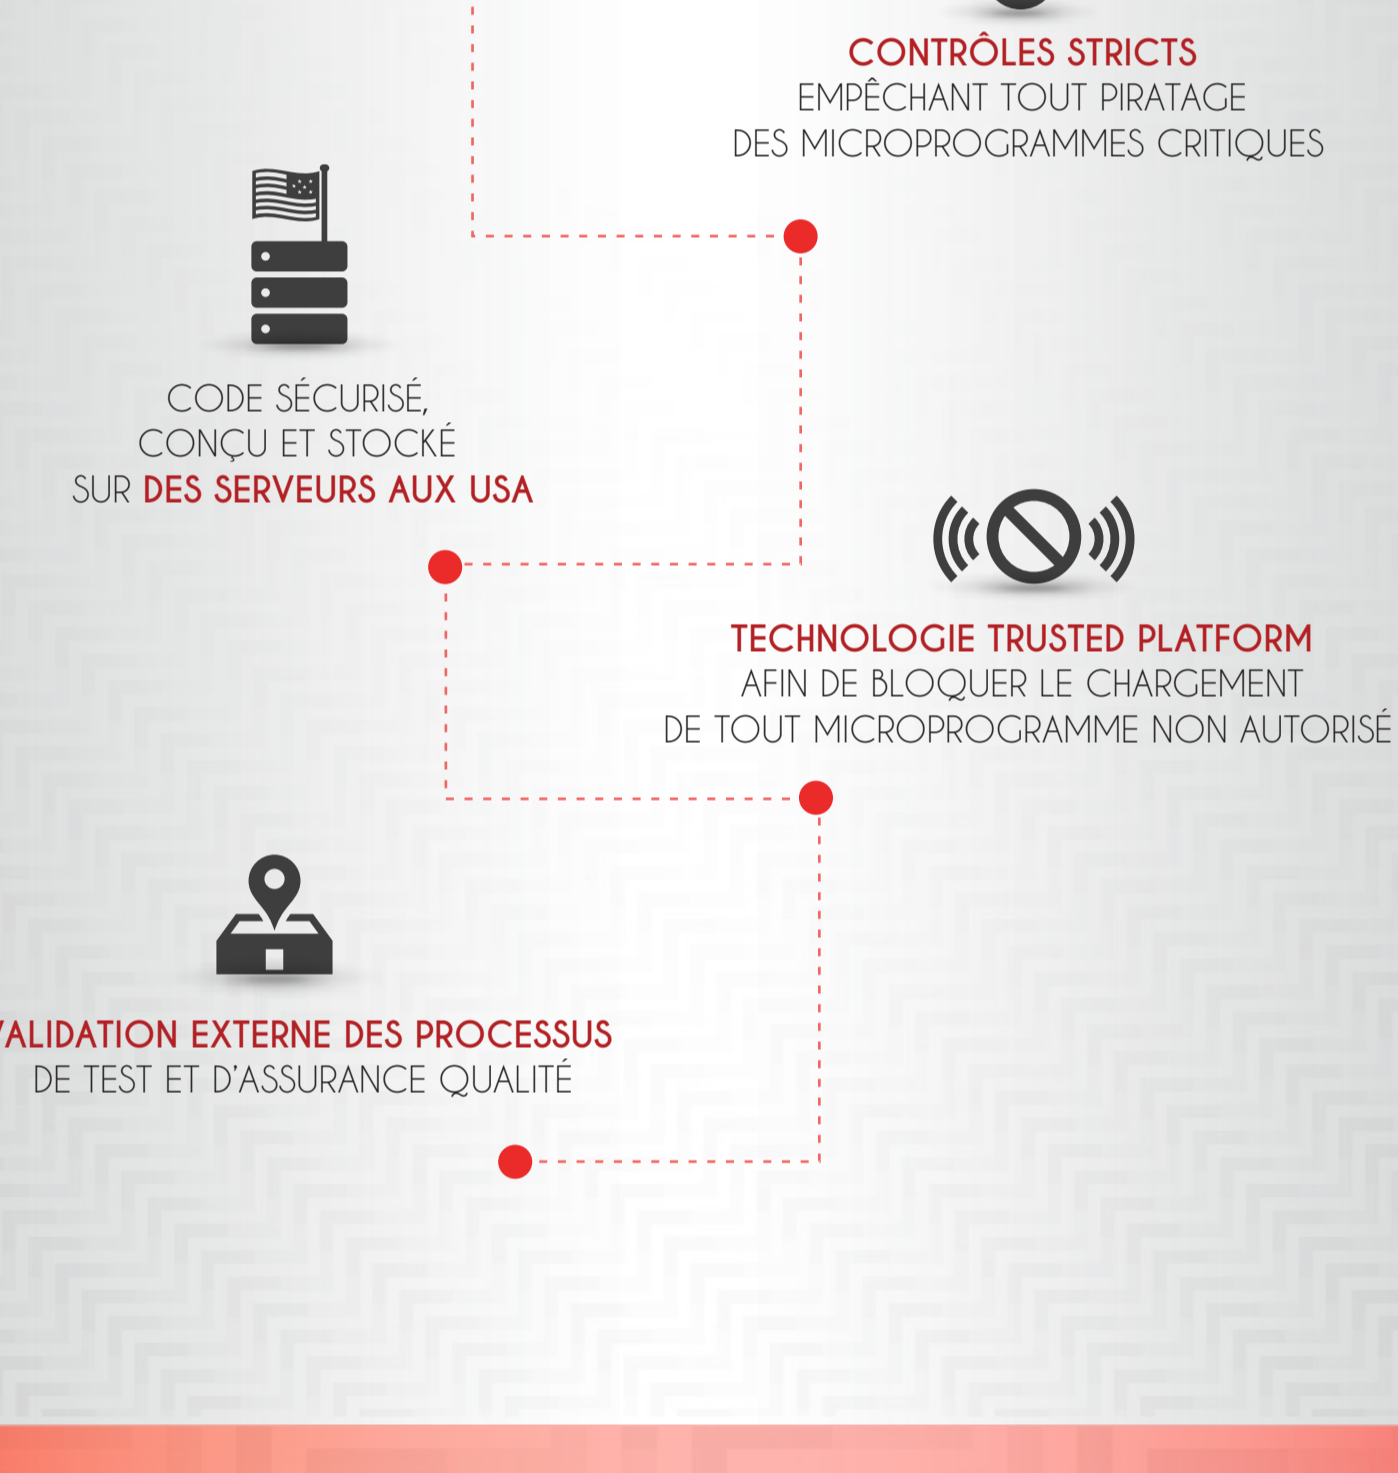 CONTRÔLES STRICTS
EMPÊCHANT TOUT PIRATAGE
DES MICROPROGRAMMES CRITIQUES
CODE SÉCURISÉ,
CONÇU ET STOCKÉ
SUR DES SERVEURS AUX USA
TECHNOLOGIE TRUSTED PLATFORM
AFIN DE BLOQUER LE CHARGEMENT
DE TOUT MICROPROGRAMME NON AUTORISÉ
VALIDATION EXTERNE DES PROCESSUS
DE TEST ET D'ASSURANCE QUALITÉ